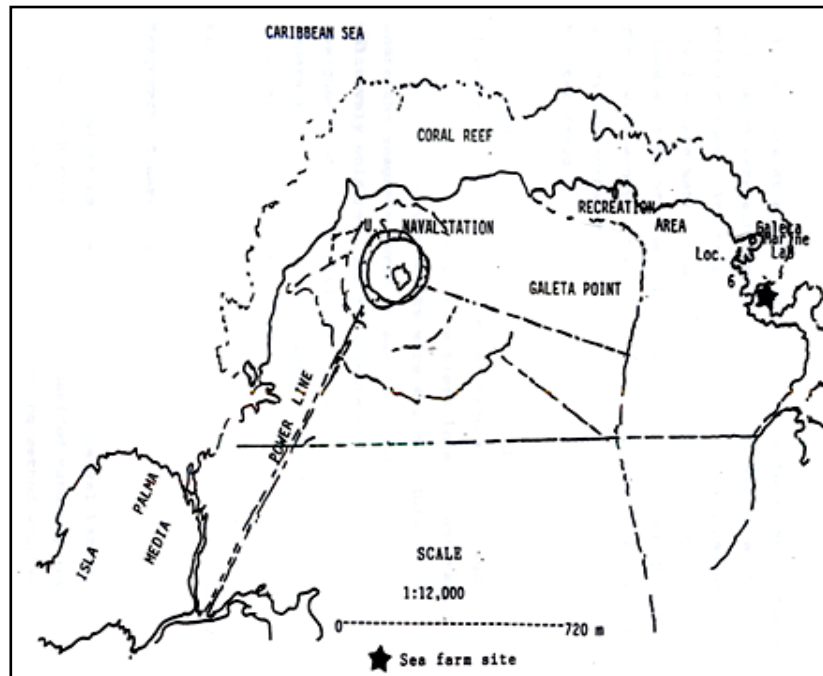 CARIBBEAN SEA
CORAL REEF
RECREATION
AREA
U.S. NAVALSTATION
Galeta
Marine
Lab
Loc.
6
GALETA POINT
POWER LINE
PALMA
ISLA
MEDIA
SCALE
1:12,000
0 720 m
Sea farm site